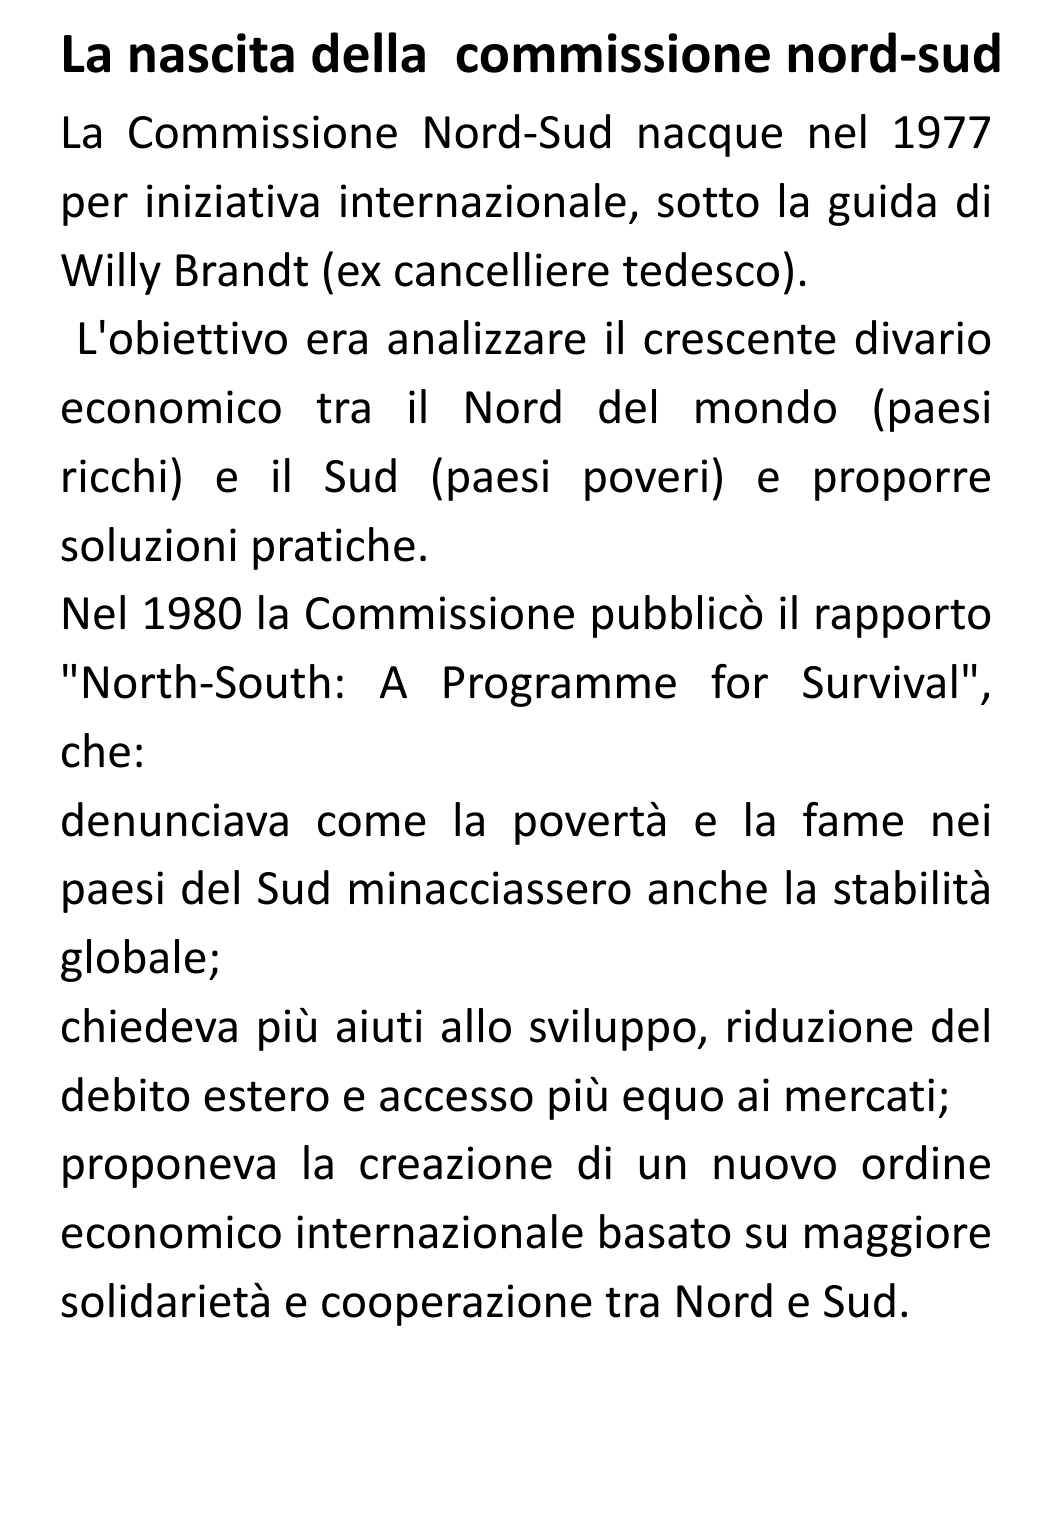 La nascita della  commissione nord-sud
La Commissione Nord-Sud nacque nel 1977
per iniziativa internazionale, sotto la guida di
Willy Brandt (ex cancelliere tedesco).
L'obiettivo era analizzare il crescente divario
economico tra il Nord del mondo (paesi
ricchi) e il Sud (paesi poveri) e proporre
soluzioni pratiche.
Nel 1980 la Commissione pubblicò il rapporto
"North-South: A Programme for Survival",
che:
denunciava come la povertà e la fame nei
paesi del Sud minacciassero anche la stabilità
globale;
chiedeva più aiuti allo sviluppo, riduzione del
debito estero e accesso più equo ai mercati;
proponeva la creazione di un nuovo ordine
economico internazionale basato su maggiore
solidarietà e cooperazione tra Nord e Sud.